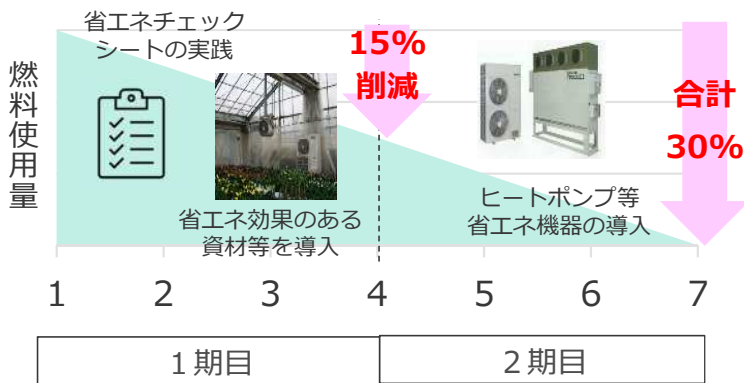 省エネチェック
シートの実践
15%
削減
合計
30%
燃料使用量
省エネ効果のある
資材等を導入
ヒートポンプ等
省エネ機器の導入
1 2 3 4 5 6 7
１期目 ２期目